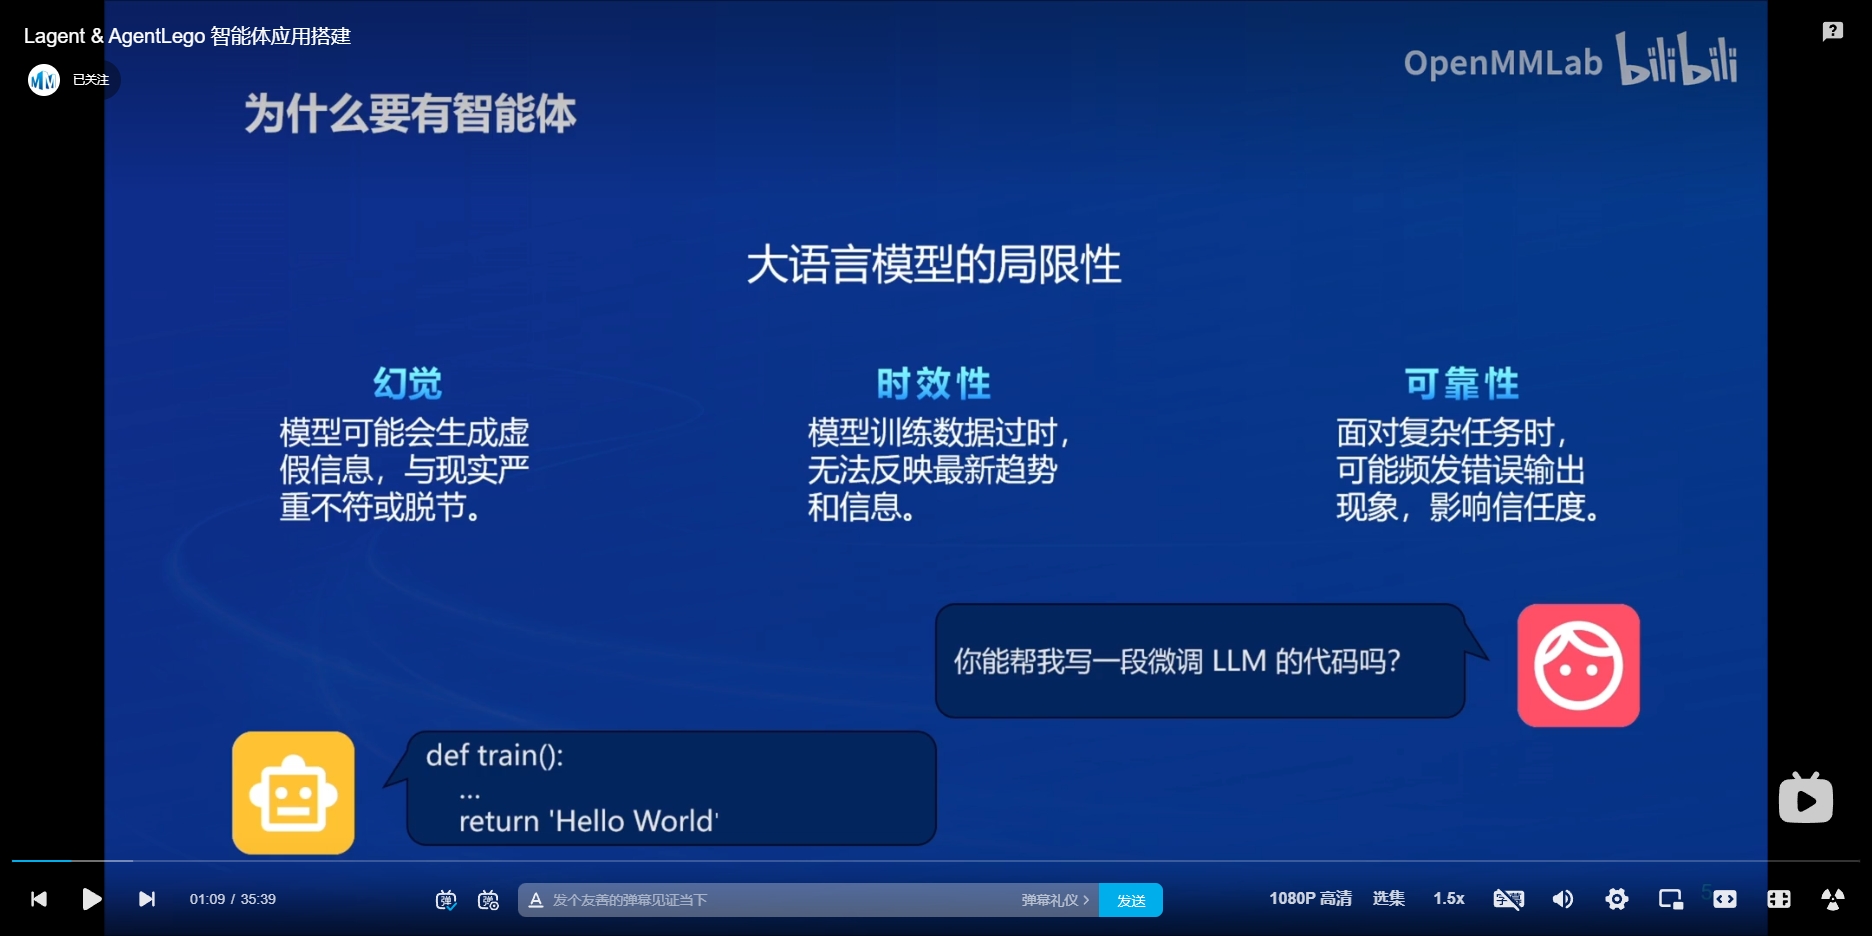 Lagent & AgentLego 智能体应用搭建
已关注
OpenMMLab bilibili
为什么要有智能体
大语言模型的局限性
幻觉
模型可能会生成虚
假信息，与现实严
重不符或脱节。
时效性
模型训练数据过时，
无法反映最新趋势
和信息。
可靠性
面对复杂任务时，
可能频发错误输出
现象，影响信任度。
你能帮我写一段微调 LLM 的代码吗？
def train():
...
return 'Hello World'
01:09 / 35:39
弹
弹
A 发个友善的弹幕见证当下
弹幕礼仪 >
发送
1080P 高清
选集
1.5x
字幕
5